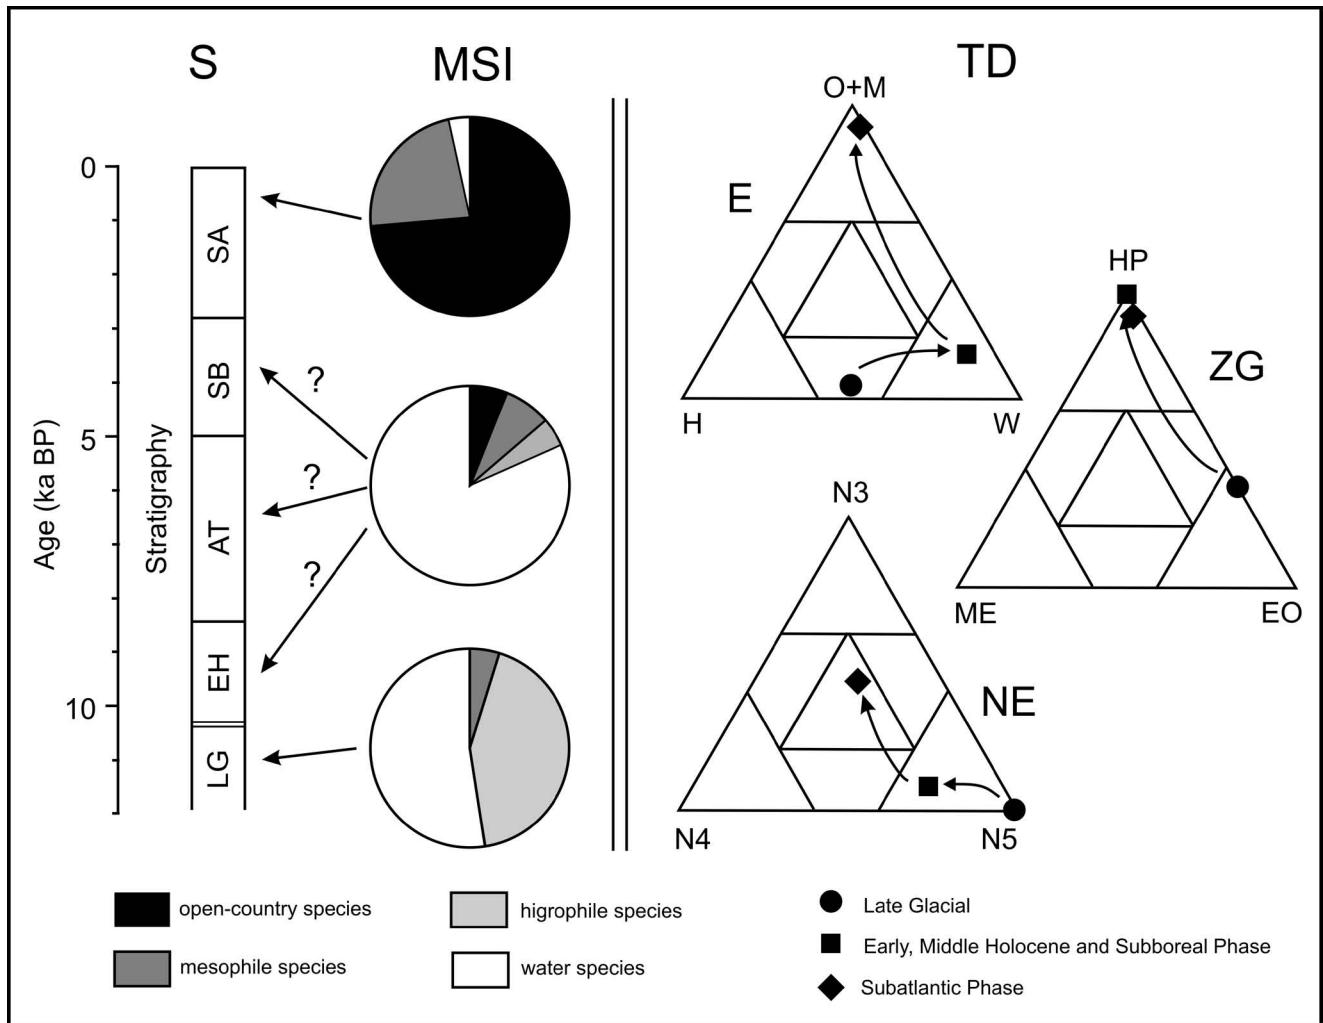 S
MSI
TD
0
5
10
Age (ka BP)
Stratigraphy
SA
SB
AT
EH
LG
?
?
?
O+M
E
H
W
HP
ZG
ME
EO
N3
NE
N4
N5
open-country species
mesophile species
higrophile species
water species
Late Glacial
Early, Middle Holocene and Subboreal Phase
Subatlantic Phase